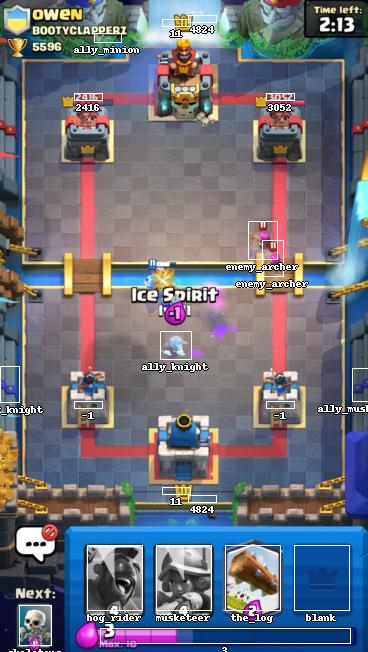 OWEN
BOOTYCLAPPERZ
5596
ally_minion
11
4824
Time left:
2:13
2416
3052
enemy_archer
enemy_archer
Ice Spirit
-1
ally_knight
_knight
-1
-1
ally_mus
11
4824
Next:
hog_rider
musketeer
the_log
blank
4
4
2
3
Max: 10
3